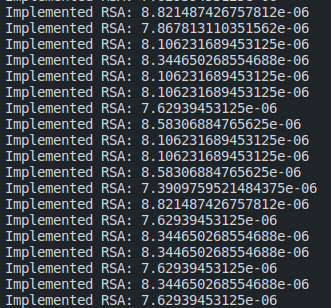 Implemented RSA: 8.821487426757812e-06
Implemented RSA: 7.867813110351562e-06
Implemented RSA: 8.106231689453125e-06
Implemented RSA: 8.344650268554688e-06
Implemented RSA: 8.106231689453125e-06
Implemented RSA: 8.106231689453125e-06
Implemented RSA: 7.62939453125e-06
Implemented RSA: 8.58306884765625e-06
Implemented RSA: 8.106231689453125e-06
Implemented RSA: 8.106231689453125e-06
Implemented RSA: 8.58306884765625e-06
Implemented RSA: 7.3909759521484375e-06
Implemented RSA: 8.821487426757812e-06
Implemented RSA: 7.62939453125e-06
Implemented RSA: 8.344650268554688e-06
Implemented RSA: 8.344650268554688e-06
Implemented RSA: 7.62939453125e-06
Implemented RSA: 8.344650268554688e-06
Implemented RSA: 7.62939453125e-06